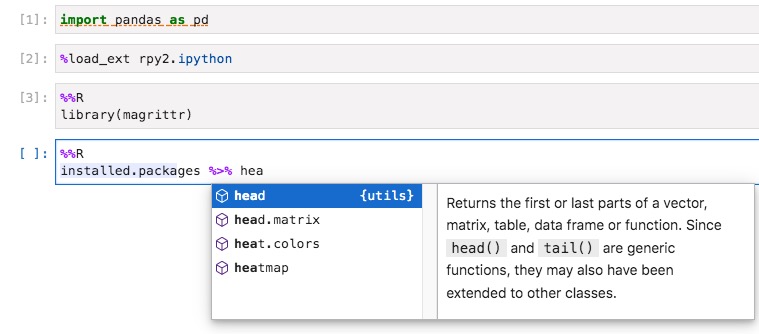 [1]: import pandas as pd
[2]: %load_ext rpy2.ipython
[3]: %%R
library(magrittr)
[ ]: %%R
installed.packages %>% hea
head {utils}
head.matrix
heat.colors
heatmap
Returns the first or last parts of a vector,
matrix, table, data frame or function. Since
head() and tail() are generic
functions, they may also have been
extended to other classes.